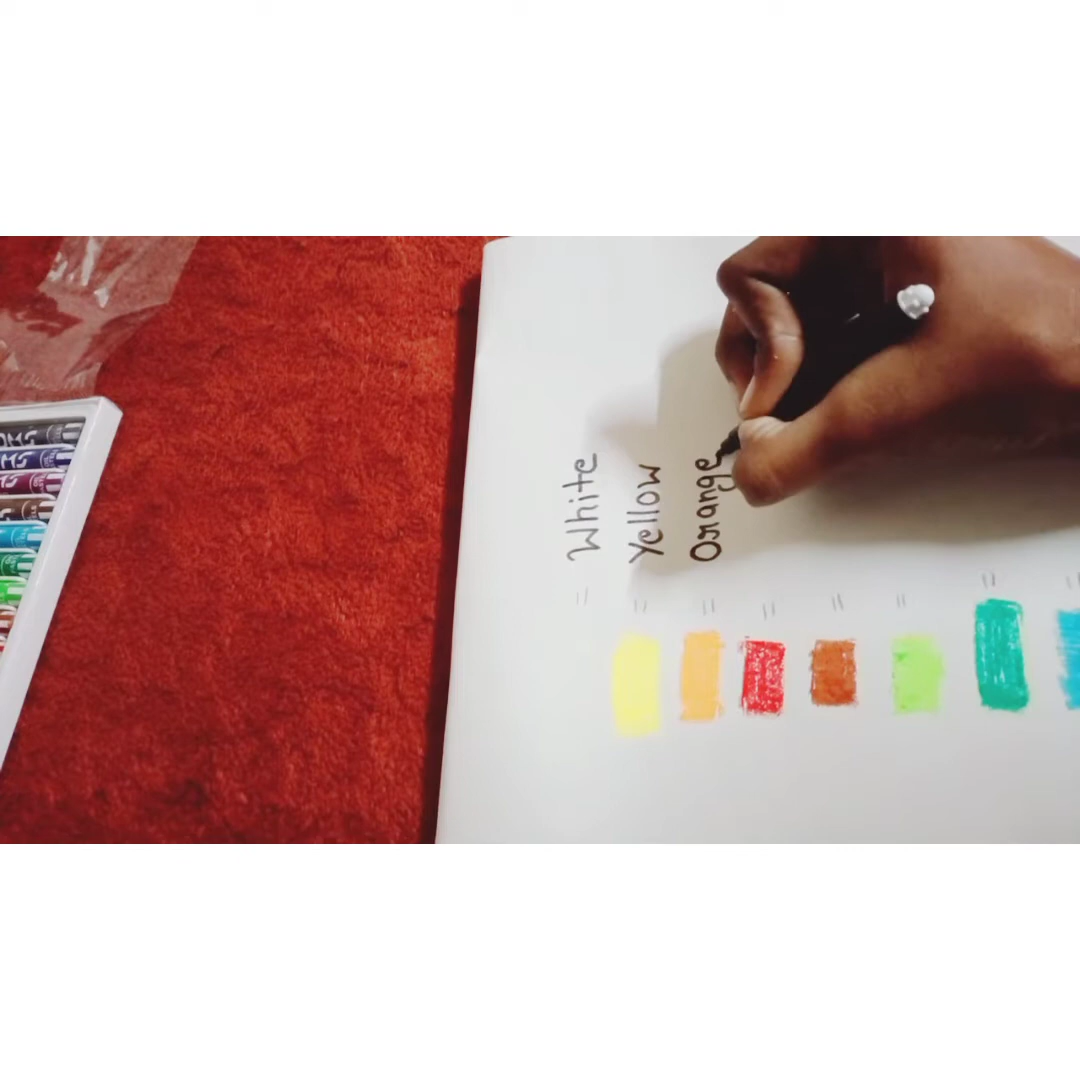 = White
= Yellow
= Orange
=
=
=
=
=